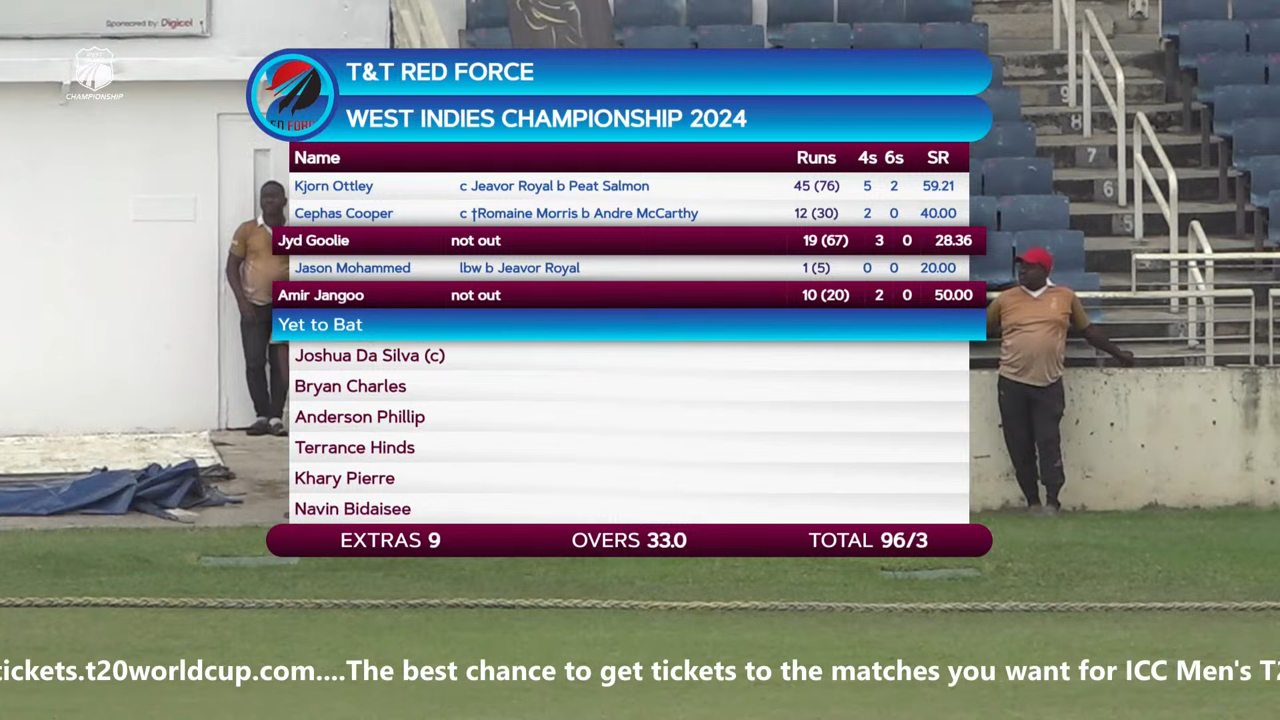 Sponsored by: Digicel
CHAMPIONSHIP
T&T RED FORCE
WEST INDIES CHAMPIONSHIP 2024
Name Runs 4s 6s SR
Kjorn Ottley c Jeavor Royal b Peat Salmon 45 (76) 5 2 59.21
Cephas Cooper c †Romaine Morris b Andre McCarthy 12 (30) 2 0 40.00
Jyd Goolie not out 19 (67) 3 0 28.36
Jason Mohammed lbw b Jeavor Royal 1 (5) 0 0 20.00
Amir Jangoo not out 10 (20) 2 0 50.00
Yet to Bat
Joshua Da Silva (c)
Bryan Charles
Anderson Phillip
Terrance Hinds
Khary Pierre
Navin Bidaisee
EXTRAS 9 OVERS 33.0 TOTAL 96/3
9
8
7
6
5
tickets.t20worldcup.com....The best chance to get tickets to the matches you want for ICC Men's T2